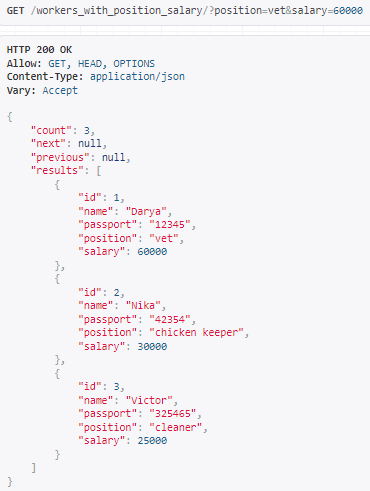 GET /workers_with_position_salary/?position=vet&salary=60000
HTTP 200 OK
Allow: GET, HEAD, OPTIONS
Content-Type: application/json
Vary: Accept
{
    "count": 3,
    "next": null,
    "previous": null,
    "results": [
        {
            "id": 1,
            "name": "Darya",
            "passport": "12345",
            "position": "vet",
            "salary": 60000
        },
        {
            "id": 2,
            "name": "Nika",
            "passport": "42354",
            "position": "chicken keeper",
            "salary": 30000
        },
        {
            "id": 3,
            "name": "Victor",
            "passport": "325465",
            "position": "cleaner",
            "salary": 25000
        }
    ]
}